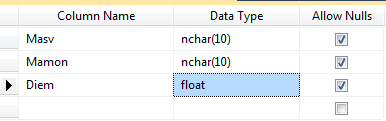 Column Name Data Type Allow Nulls
Masv nchar(10)
Mamon nchar(10)
Diem float